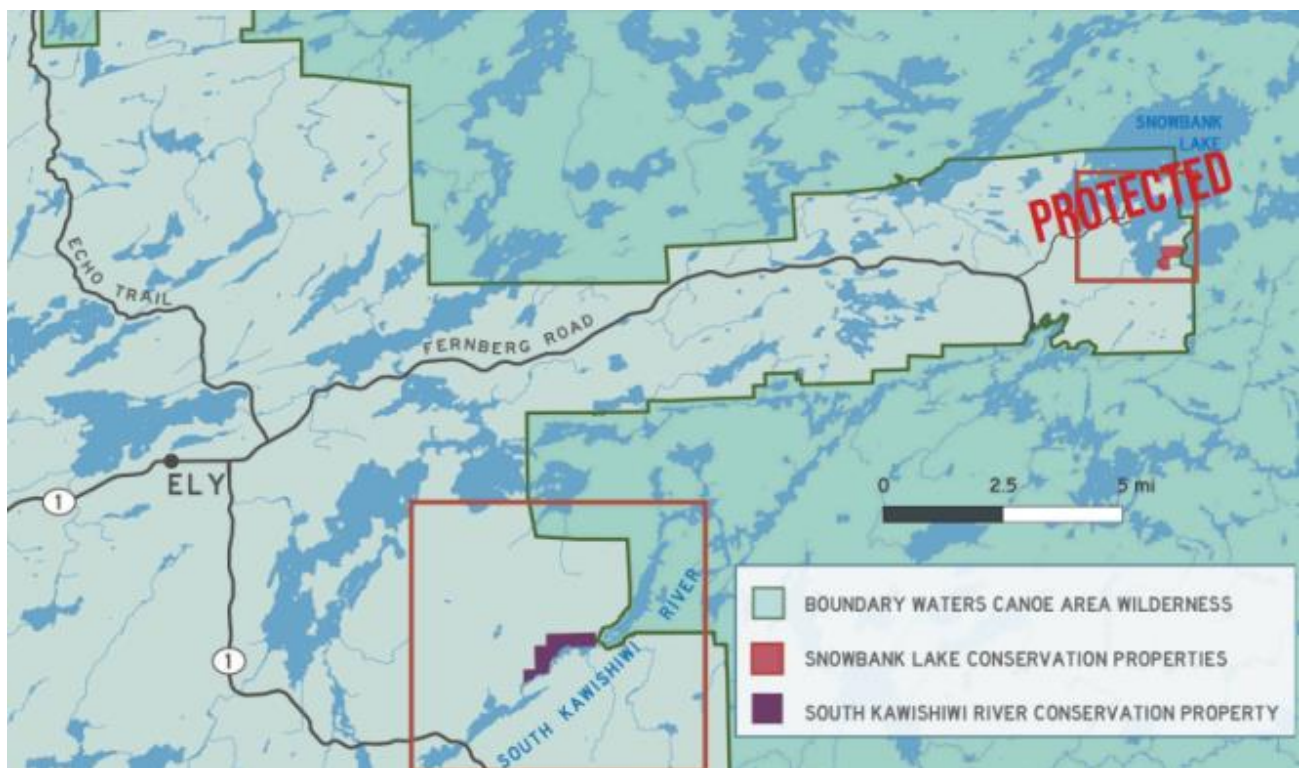 SNOWBANK
LAKE
PROTECTED
ECHO TRAIL
FERNBERG ROAD
ELY
1
0 2.5 5 mi
1
SOUTH KAWISHIWI RIVER
BOUNDARY WATERS CANOE AREA WILDERNESS
SNOWBANK LAKE CONSERVATION PROPERTIES
SOUTH KAWISHIWI RIVER CONSERVATION PROPERTY